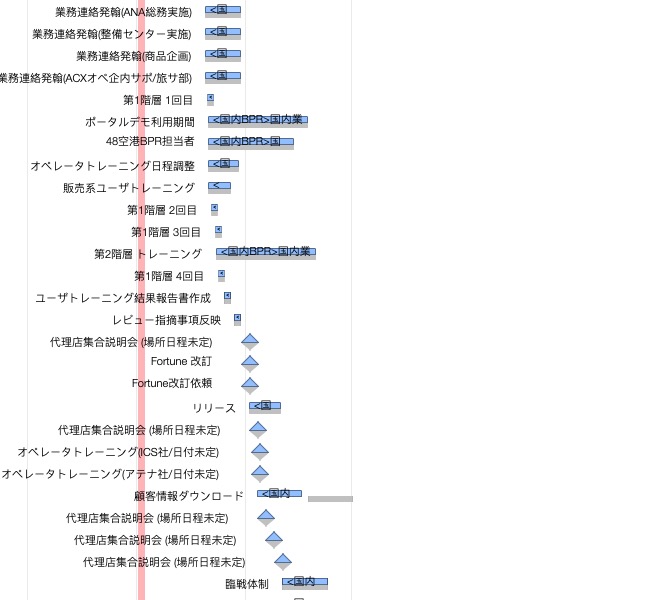 業務連絡発翰(ANA総務実施) <国
業務連絡発翰(整備センター実施) <国
業務連絡発翰(商品企画) <国
業務連絡発翰(ACXオペ企内サポ/旅サ部) <国
第1階層 1回目 <
ポータルデモ利用期間 <国内BPR>国内業
48空港BPR担当者 <国内BPR>国
オペレータトレーニング日程調整 <国
販売系ユーザトレーニング <
第1階層 2回目 <
第1階層 3回目 <
第2階層 トレーニング <国内BPR>国内業
第1階層 4回目 <
ユーザトレーニング結果報告書作成 <
レビュー指摘事項反映 <
代理店集合説明会 (場所日程未定)
Fortune 改訂
Fortune改訂依頼
リリース <国
代理店集合説明会 (場所日程未定)
オペレータトレーニング(ICS社/日付未定)
オペレータトレーニング(アテナ社/日付未定)
顧客情報ダウンロード <国内
代理店集合説明会 (場所日程未定)
代理店集合説明会 (場所日程未定)
代理店集合説明会 (場所日程未定)
臨戦体制 <国内